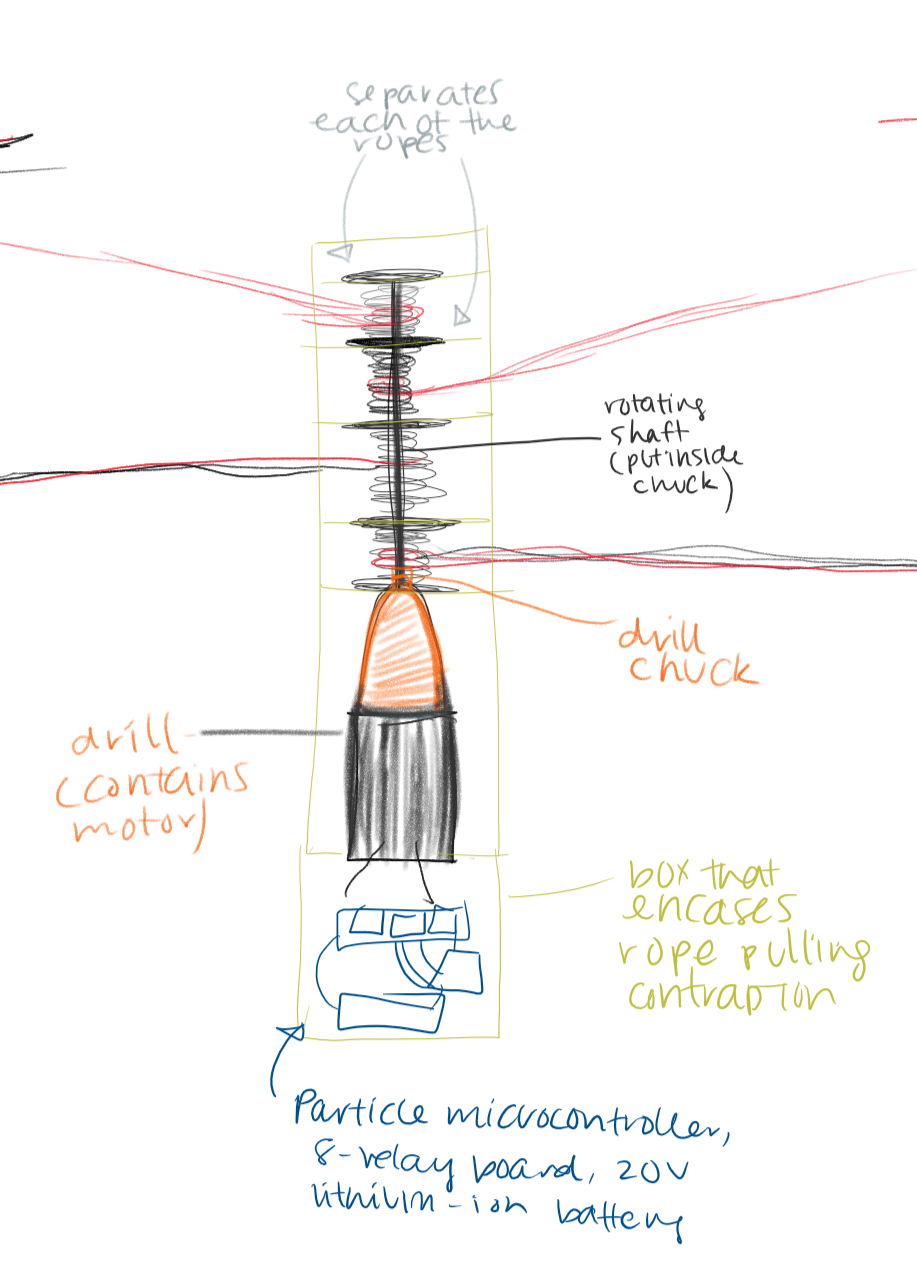 separates
each of the
ropes
rotating
shaft
(put inside
chuck)
drill
chuck
drill
(contains
motor)
box that
encases
rope pulling
contraption
Particle microcontroller,
8-relay board, 20V
lithium-ion battery